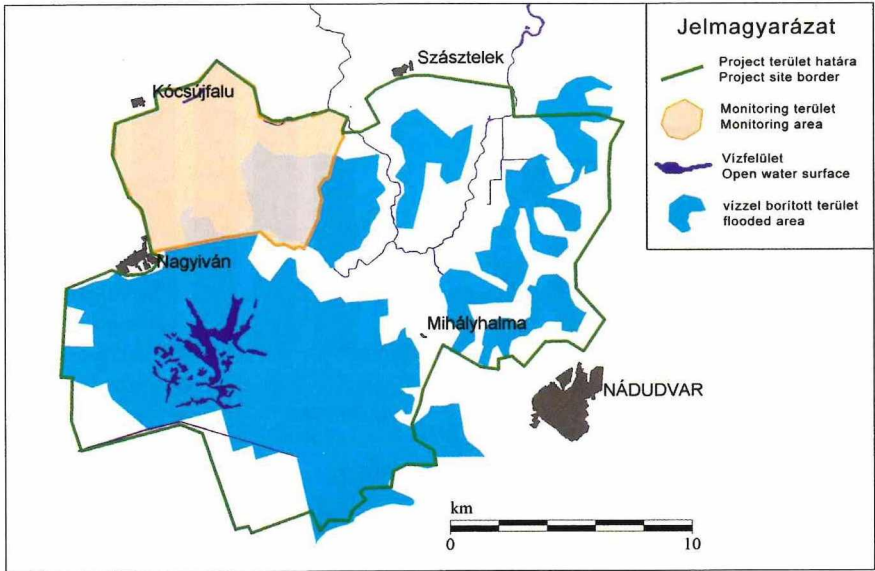 Jelmagyarázat
Project terület határa
Project site border
Monitoring terület
Monitoring area
Vízfelület
Open water surface
vízzel borított terület
flooded area
Szásztelek
Kócsújfalu
Nagyiván
Mihályhalma
NÁDUDVAR
km
0
10